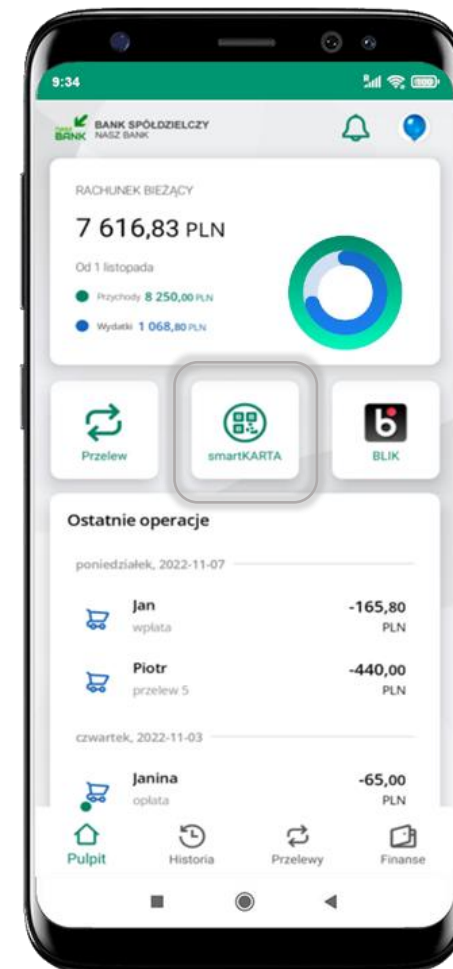 9:34
100
nasz
BANK
BANK SPÓŁDZIELCZY
NASZ BANK
RACHUNEK BIEŻĄCY
7 616,83 PLN
Od 1 listopada
Przychody 8 250,00 PLN
Wydatki 1 068,80 PLN
Przelew
smartKARTA
BLIK
Ostatnie operacje
poniedziałek, 2022-11-07
Jan -165,80
wpłata PLN
Piotr -440,00
przelew 5 PLN
czwartek, 2022-11-03
Janina -65,00
opłata PLN
Pulpit Historia Przelewy Finanse